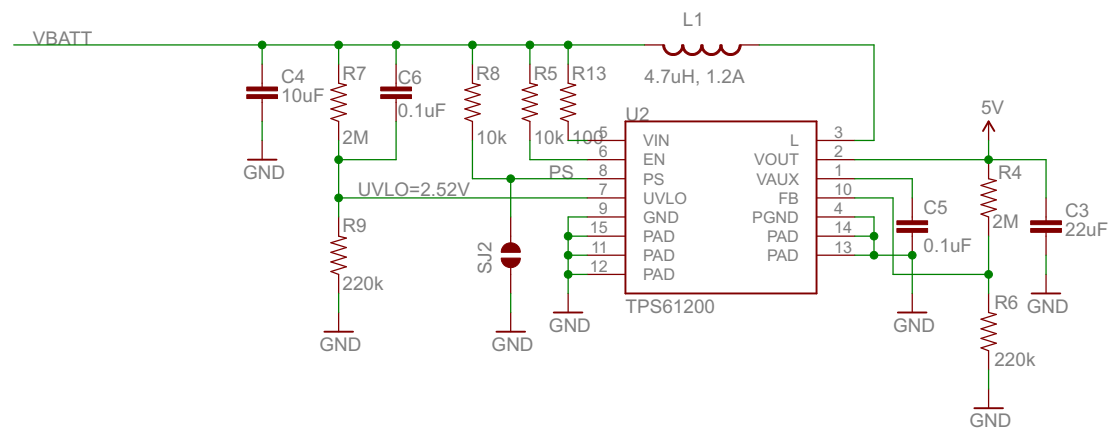 L1
VBATT
4.7uH, 1.2A
C4
10uF
R7
2M
C6
0.1uF
R8
10k
R5
10k
R13
100
GND
U2
5 VIN L 3
6 EN VOUT 2
8 PS VAUX 1
7 UVLO FB 10
9 GND PGND 4
15 PAD PAD 14
11 PAD PAD 13
12 PAD
TPS61200
PS
UVLO=2.52V
R9
220k
GND
SJ2
GND
GND
5V
R4
2M
C5
0.1uF
GND
C3
22uF
GND
R6
220k
GND